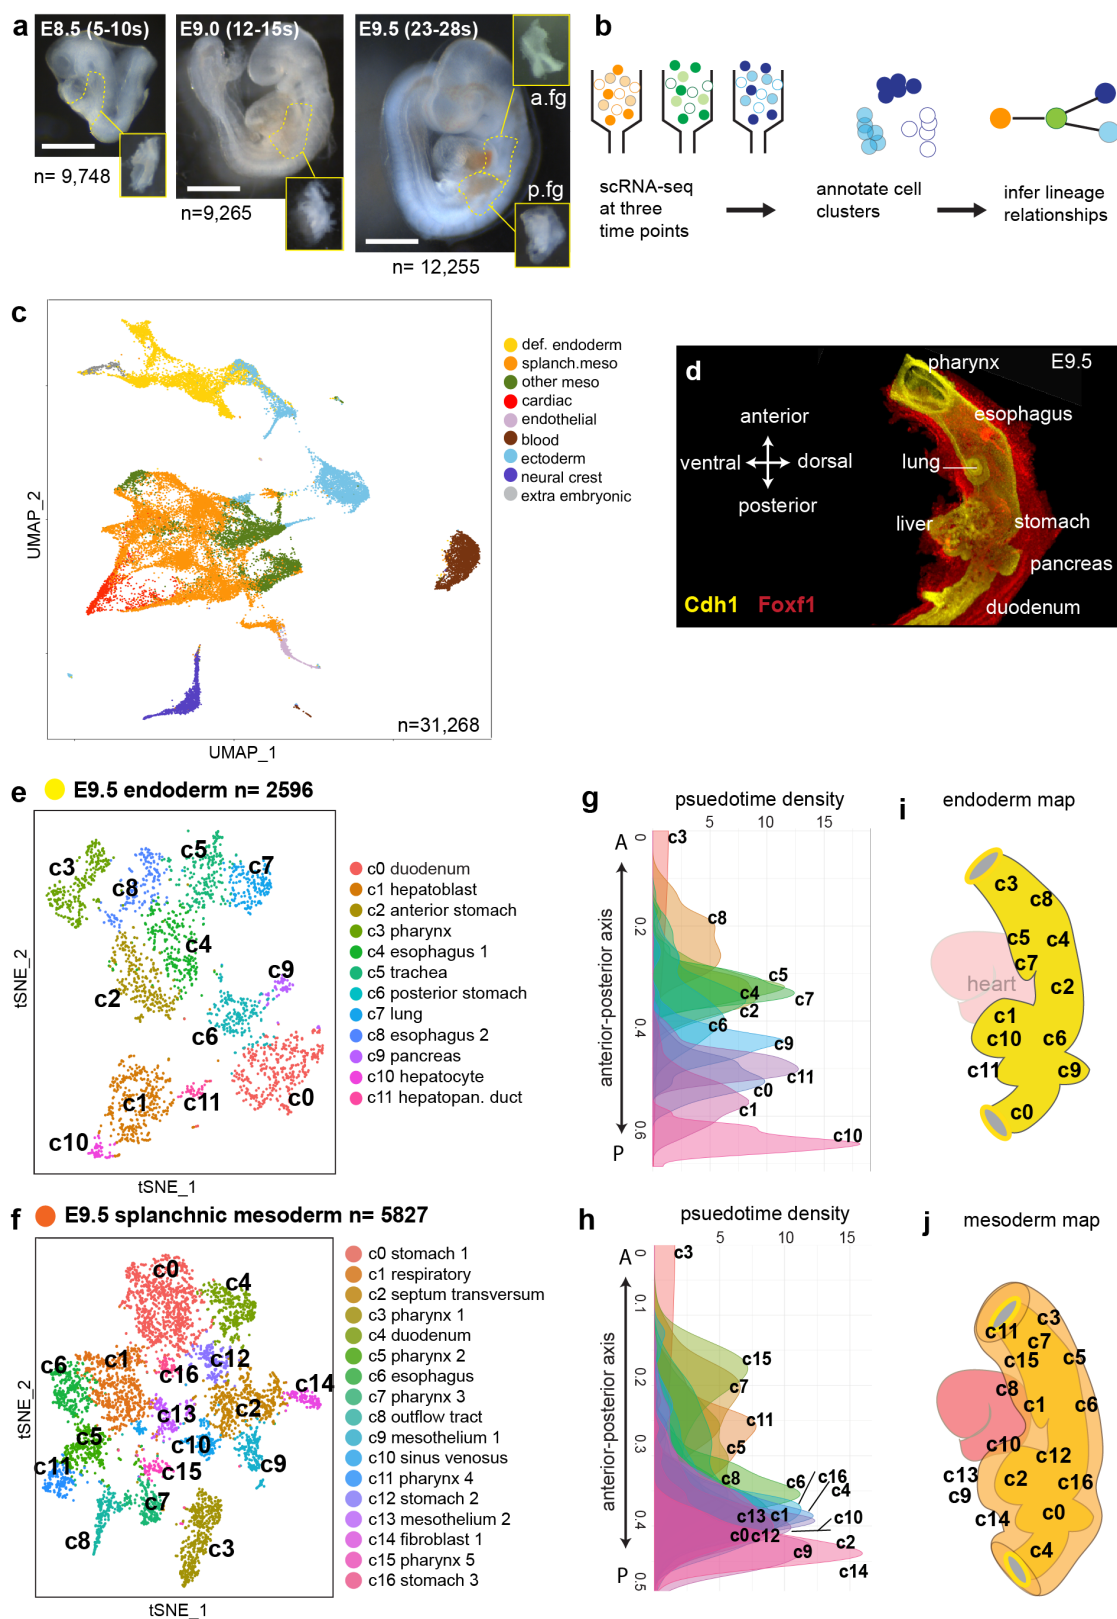 a
E8.5 (5-10s)
E9.0 (12-15s)
E9.5 (23-28s)
a.fg
p.fg
n= 9,748
n=9,265
n= 12,255
b
scRNA-seq
at three
time points
annotate cell
clusters
infer lineage
relationships
c
UMAP_2
UMAP_1
n=31,268
def. endoderm
splanch.meso
other meso
cardiac
endothelial
blood
ectoderm
neural crest
extra embryonic
d
pharynx
E9.5
esophagus
anterior
ventral
dorsal
posterior
lung
liver
stomach
pancreas
duodenum
Cdh1
Foxf1
e
E9.5 endoderm n= 2596
c3
c5
c7
c8
c4
c2
c9
c6
c1
c11
c0
c10
tSNE_2
tSNE_1
c0 duodenum
c1 hepatoblast
c2 anterior stomach
c3 pharynx
c4 esophagus 1
c5 trachea
c6 posterior stomach
c7 lung
c8 esophagus 2
c9 pancreas
c10 hepatocyte
c11 hepatopan. duct
g
psuedotime density
5
10
15
A
anterior-posterior axis
P
0
0.2
0.4
0.6
c3
c8
c5
c4
c7
c2
c6
c9
c11
c0
c1
c10
i
endoderm map
c3
c8
c5
c4
c7
heart
c2
c1
c10
c6
c11
c9
c0
f
E9.5 splanchnic mesoderm n= 5827
c0
c4
c6
c1
c12
c16
c14
c13
c2
c5
c10
c11
c15
c9
c7
c8
c3
tSNE_2
tSNE_1
c0 stomach 1
c1 respiratory
c2 septum transversum
c3 pharynx 1
c4 duodenum
c5 pharynx 2
c6 esophagus
c7 pharynx 3
c8 outflow tract
c9 mesothelium 1
c10 sinus venosus
c11 pharynx 4
c12 stomach 2
c13 mesothelium 2
c14 fibroblast 1
c15 pharynx 5
c16 stomach 3
h
psuedotime density
5
10
15
A
anterior-posterior axis
P
0
0.1
0.2
0.3
0.4
0.5
c3
c15
c7
c11
c5
c8
c6
c16
c4
c13
c1
c10
c0
c12
c2
c9
c14
j
mesoderm map
c3
c11
c7
c15
c5
c8
c1
c6
c10
c12
c13
c2
c16
c9
c14
c0
c4